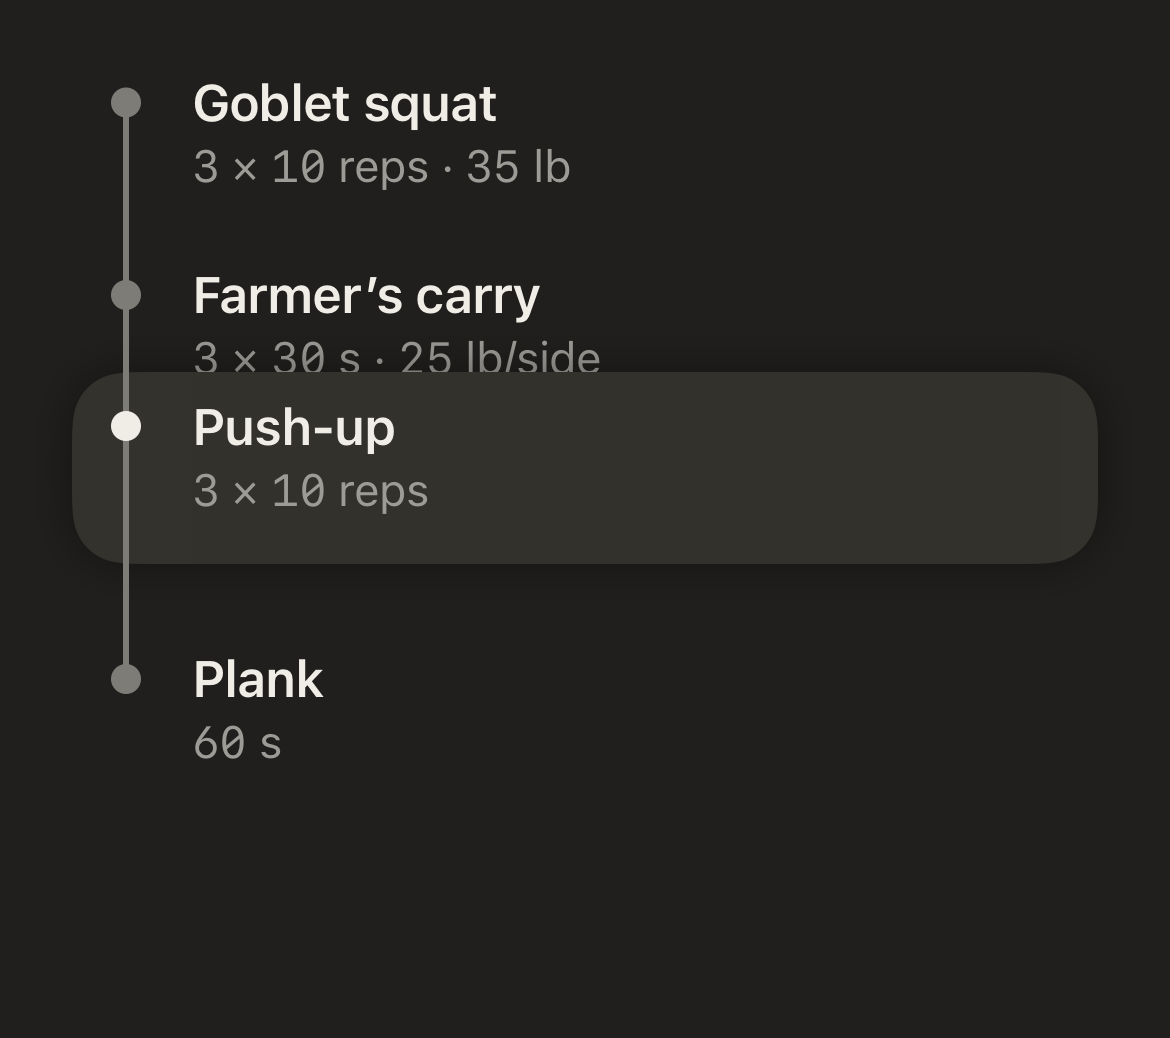 Goblet squat
3 × 10 reps · 35 lb
Farmer’s carry
3 × 30 s · 25 lb/side
Push-up
3 × 10 reps
Plank
60 s